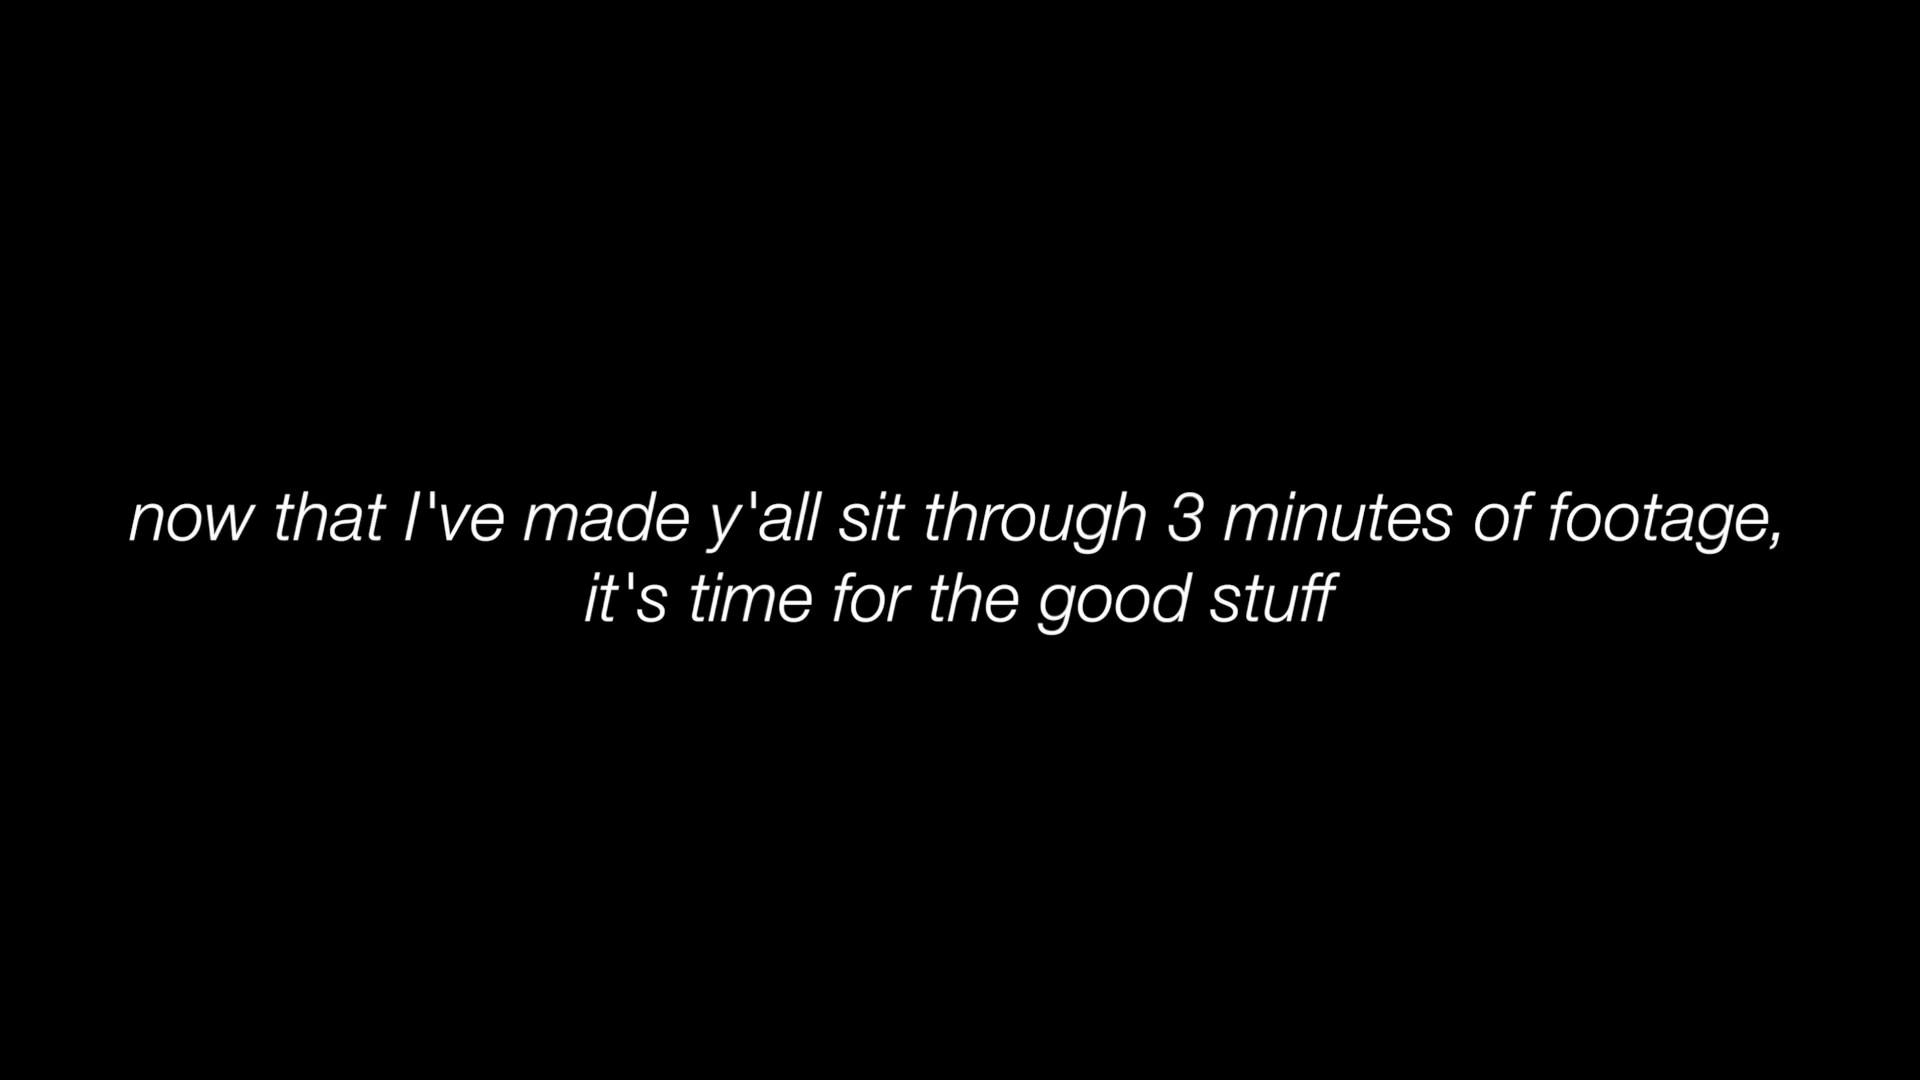 now that I've made y'all sit through 3 minutes of footage,
it's time for the good stuff